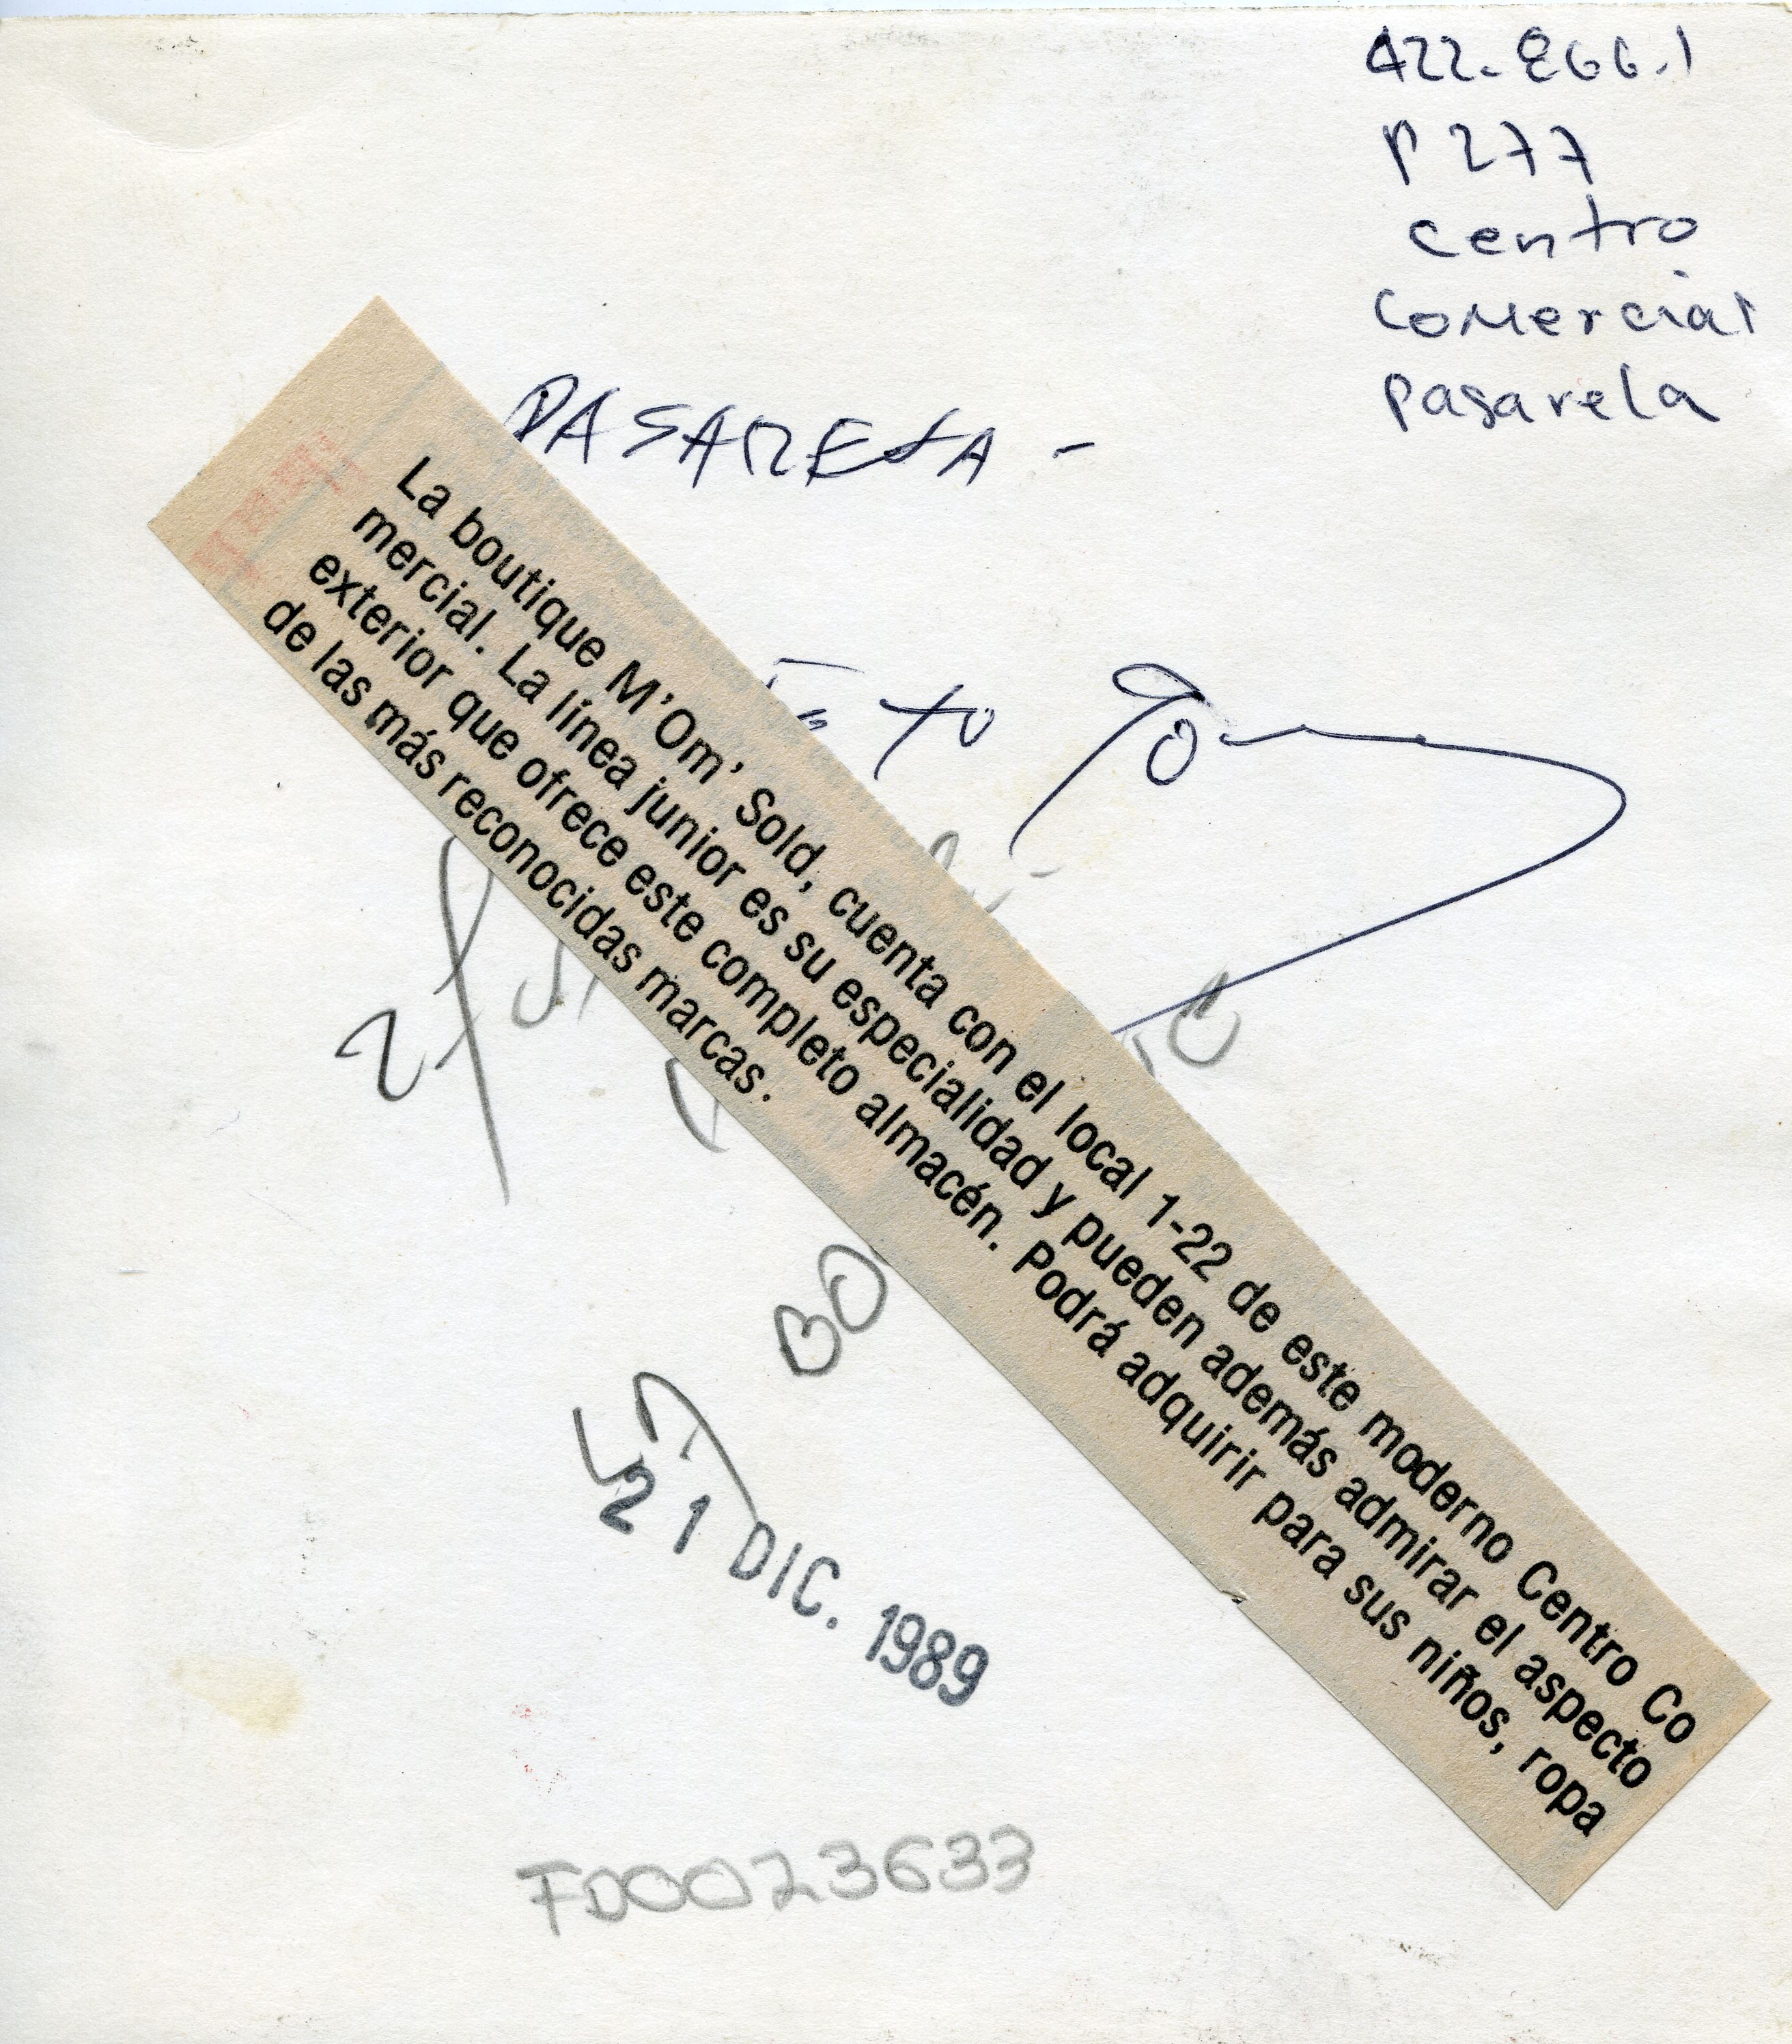 422-866.1
P277
centro
comercial
pasarela
PASARELA -
La boutique M'Om' Sold, cuenta con el local 1-22 de este moderno Centro Co
mercial. La línea junior es su especialidad y pueden además admirar el aspecto
exterior que ofrece este completo almacén. Podrá adquirir para sus niños, ropa
de las más reconocidas marcas.
21 DIC. 1989
FD0023633